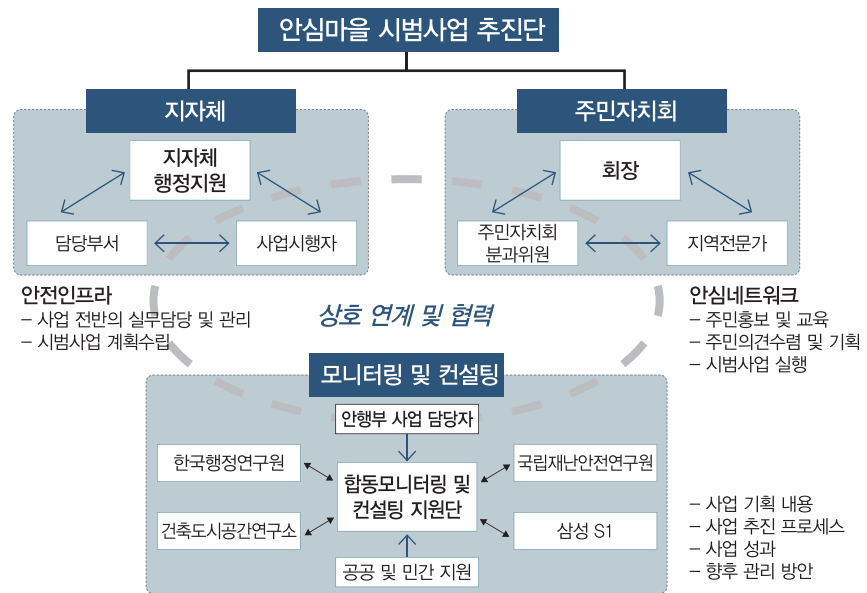 안심마을 시범사업 추진단
지자체
지자체
행정지원
담당부서
사업시행자
안전인프라
– 사업 전반의 실무담당 및 관리
– 시범사업 계획수립
주민자치회
회장
주민자치회
분과위원
지역전문가
안심네트워크
– 주민홍보 및 교육
– 주민의견수렴 및 기획
– 시범사업 실행
상호 연계 및 협력
모니터링 및 컨설팅
안행부 사업 담당자
한국행정연구원
국립재난안전연구원
합동모니터링 및
컨설팅 지원단
건축도시공간연구소
삼성 S1
공공 및 민간 지원
– 사업 기획 내용
– 사업 추진 프로세스
– 사업 성과
– 향후 관리 방안